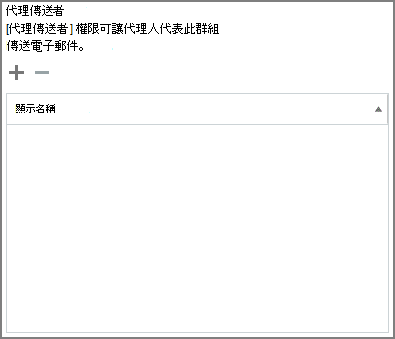 代理傳送者
[代理傳送者] 權限可讓代理人代表此群組
傳送電子郵件。
顯示名稱